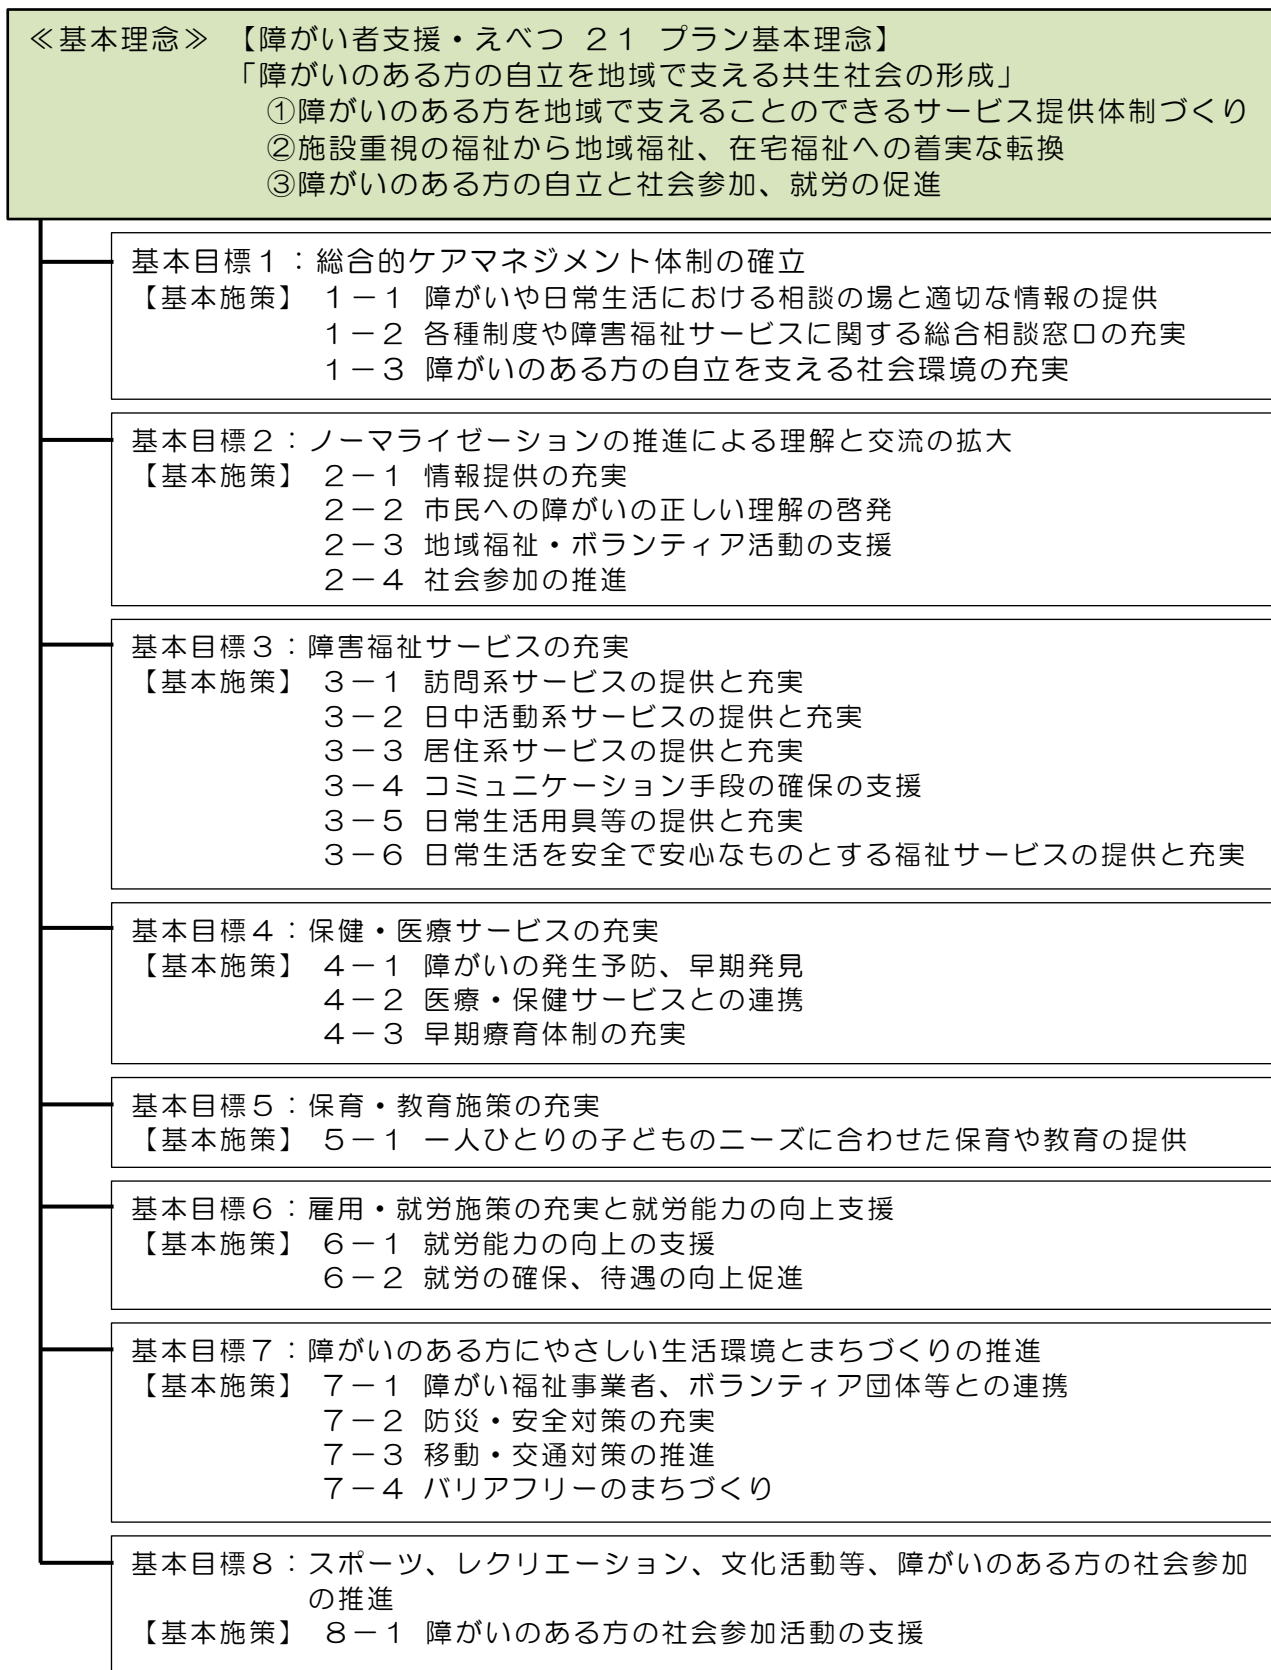 ≪基本理念≫ 【障がい者支援・えべつ 21 プラン基本理念】
「障がいのある方の自立を地域で支える共生社会の形成」
①障がいのある方を地域で支えることのできるサービス提供体制づくり
②施設重視の福祉から地域福祉、在宅福祉への着実な転換
③障がいのある方の自立と社会参加、就労の促進
基本目標1:総合的ケアマネジメント体制の確立
【基本施策】 1-1 障がいや日常生活における相談の場と適切な情報の提供
1-2 各種制度や障害福祉サービスに関する総合相談窓口の充実
1-3 障がいのある方の自立を支える社会環境の充実
基本目標2:ノーマライゼーションの推進による理解と交流の拡大
【基本施策】 2-1 情報提供の充実
2-2 市民への障がいの正しい理解の啓発
2-3 地域福祉・ボランティア活動の支援
2-4 社会参加の推進
基本目標3:障害福祉サービスの充実
【基本施策】 3-1 訪問系サービスの提供と充実
3-2 日中活動系サービスの提供と充実
3-3 居住系サービスの提供と充実
3-4 コミュニケーション手段の確保の支援
3-5 日常生活用具等の提供と充実
3-6 日常生活を安全で安心なものとする福祉サービスの提供と充実
基本目標4:保健・医療サービスの充実
【基本施策】 4-1 障がいの発生予防、早期発見
4-2 医療・保健サービスとの連携
4-3 早期療育体制の充実
基本目標5:保育・教育施策の充実
【基本施策】 5-1 一人ひとりの子どものニーズに合わせた保育や教育の提供
基本目標6:雇用・就労施策の充実と就労能力の向上支援
【基本施策】 6-1 就労能力の向上の支援
6-2 就労の確保、待遇の向上促進
基本目標7:障がいのある方にやさしい生活環境とまちづくりの推進
【基本施策】 7-1 障がい福祉事業者、ボランティア団体等との連携
7-2 防災・安全対策の充実
7-3 移動・交通対策の推進
7-4 バリアフリーのまちづくり
基本目標8:スポーツ、レクリエーション、文化活動等、障がいのある方の社会参加
の推進
【基本施策】 8-1 障がいのある方の社会参加活動の支援